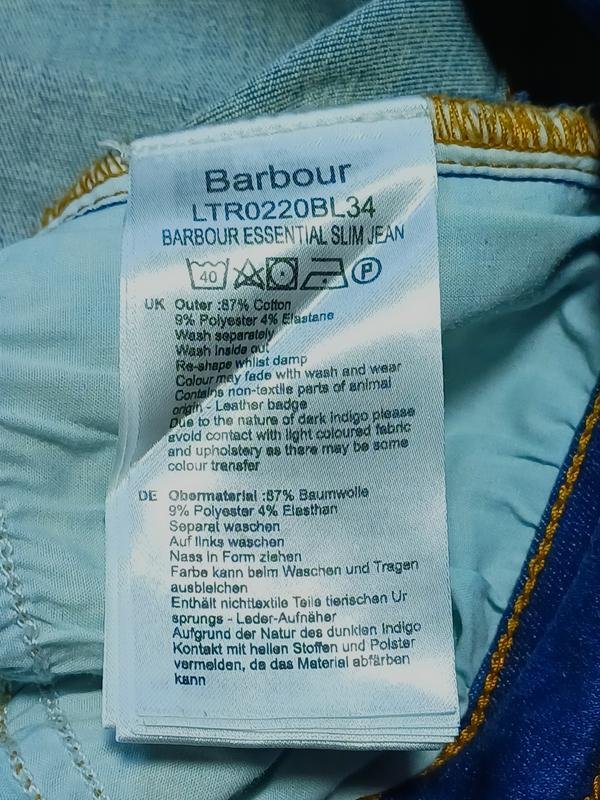 Barbour
LTR0220BL34
BARBOUR ESSENTIAL SLIM JEAN
40 P
UK Outer :87% Cotton
9% Polyester 4% Elastane
Wash separately
Wash inside out
Re-shape whilst damp
Colour may fade with wash and wear
Contains non-textile parts of animal
origin - Leather badge
Due to the nature of dark indigo please
avoid contact with light coloured fabric
and upholstery as there may be some
colour transfer
DE Obermaterial :87% Baumwolle
9% Polyester 4% Elasthan
Separat waschen
Auf links waschen
Nass in Form ziehen
Farbe kann beim Waschen und Tragen
ausbleichen
Enthält nichttextile Teile tierischen Ur
sprungs - Leder-Aufnäher
Aufgrund der Natur des dunklen Indigo
Kontakt mit hellen Stoffen und Polster
vermeiden, da das Material abfärben
kann